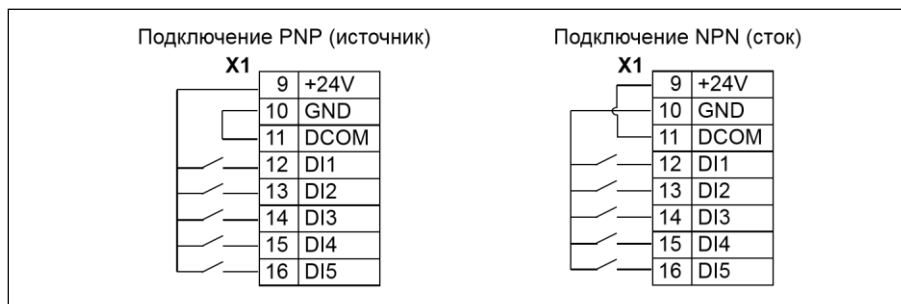 Подключение PNP (источник)
X1
9 +24V
10 GND
11 DCOM
12 DI1
13 DI2
14 DI3
15 DI4
16 DI5
Подключение NPN (сток)
X1
9 +24V
10 GND
11 DCOM
12 DI1
13 DI2
14 DI3
15 DI4
16 DI5